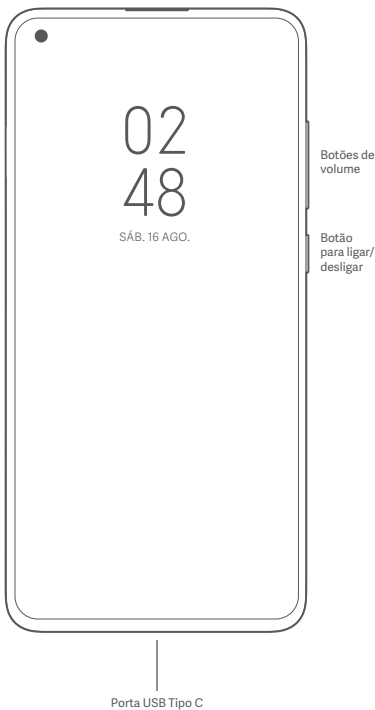 02
48
SÁB. 16 AGO.
Botões de
volume
Botão
para ligar/
desligar
Porta USB Tipo C